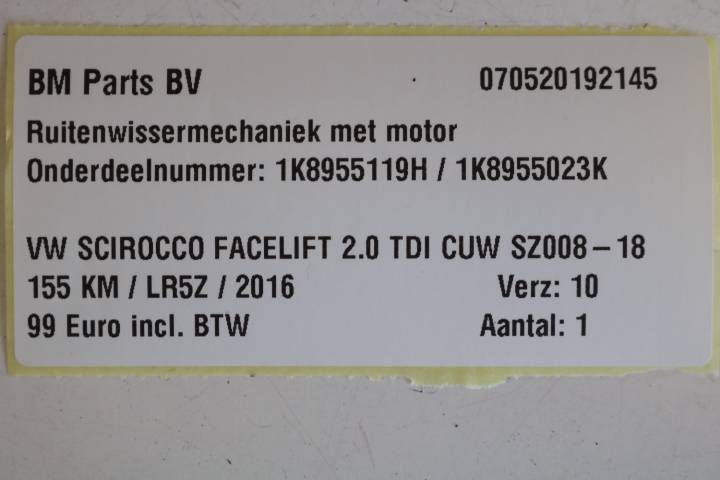 BM Parts BV 070520192145
Ruitenwissermechaniek met motor
Onderdeelnummer: 1K8955119H / 1K8955023K
VW SCIROCCO FACELIFT 2.0 TDI CUW SZ008 – 18
155 KM / LR5Z / 2016 Verz: 10
99 Euro incl. BTW Aantal: 1